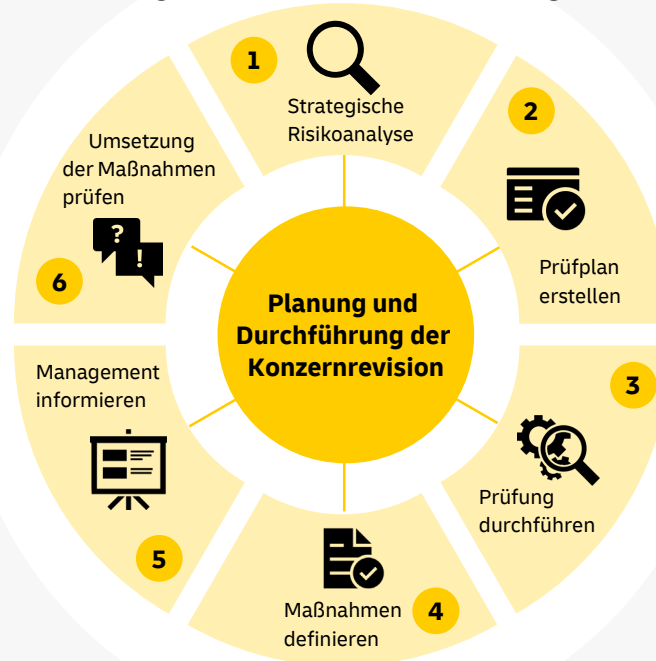 1
Strategische
Risikoanalyse
2
Prüfplan
erstellen
3
Prüfung
durchführen
4
Maßnahmen
definieren
5
Management
informieren
6
Umsetzung
der Maßnahmen
prüfen
?
!
Planung und
Durchführung der
Konzernrevision